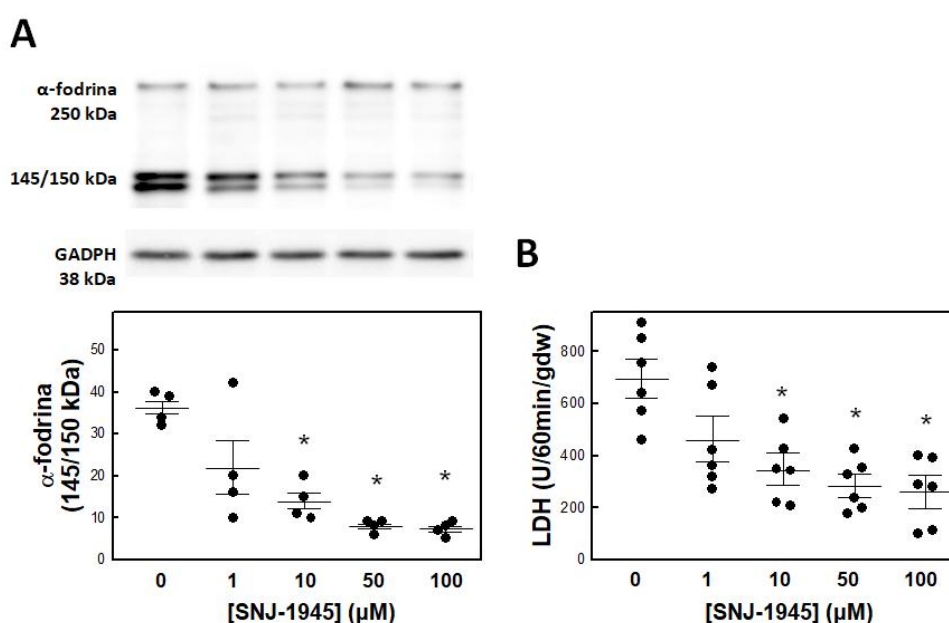 A
α-fodrina
250 kDa
145/150 kDa
GADPH
38 kDa
α-fodrina
(145/150 kDa)
50
40
30
20
10
0
*
*
*
0 1 10 50 100
[SNJ-1945] (μM)
B
LDH (U/60min/gdw)
800
600
400
200
0
*
*
*
0 1 10 50 100
[SNJ-1945] (μM)